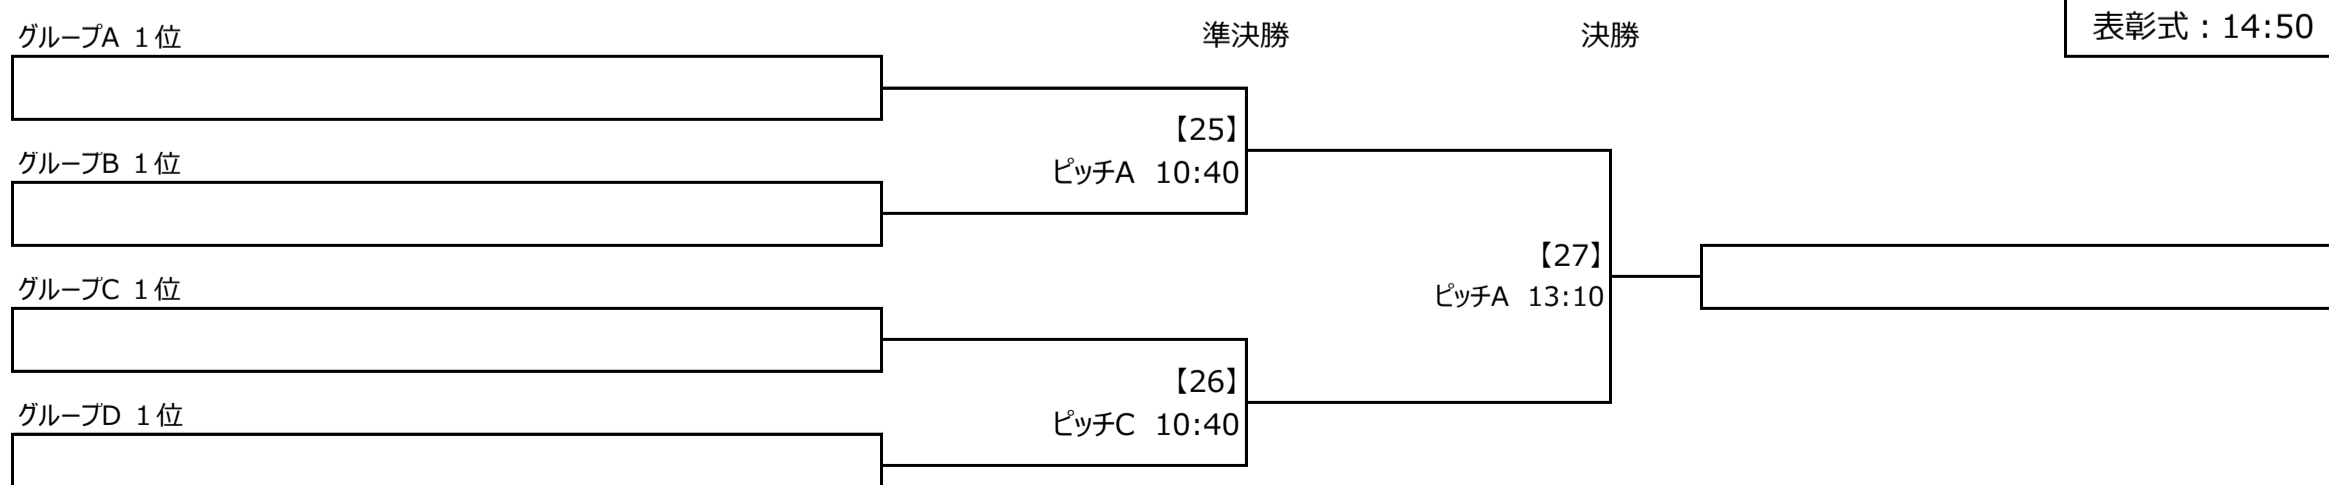 グループA １位
準決勝
決勝
表彰式：14:50
【25】
ピッチA 10:40
グループB １位
【27】
ピッチA 13:10
グループC １位
【26】
ピッチC 10:40
グループD １位